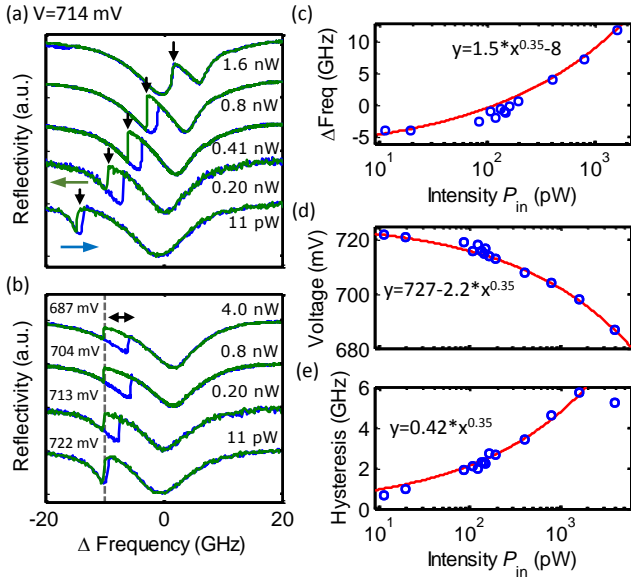 (a) V=714 mV
Reflectivity (a.u.)
1.6 nW
0.8 nW
0.41 nW
0.20 nW
11 pW
(b)
Reflectivity (a.u.)
687 mV
4.0 nW
704 mV
0.8 nW
713 mV
0.20 nW
722 mV
11 pW
-20
0
20
Δ Frequency (GHz)
(c)
ΔFreq (GHz)
10
5
0
-5
y=1.5*x^0.35-8
10^1
10^2
10^3
Intensity P_in (pW)
(d)
Voltage (mV)
720
700
680
y=727-2.2*x^0.35
(e)
Hysteresis (GHz)
6
4
2
0
y=0.42*x^0.35
10^1
10^2
10^3
Intensity P_in (pW)